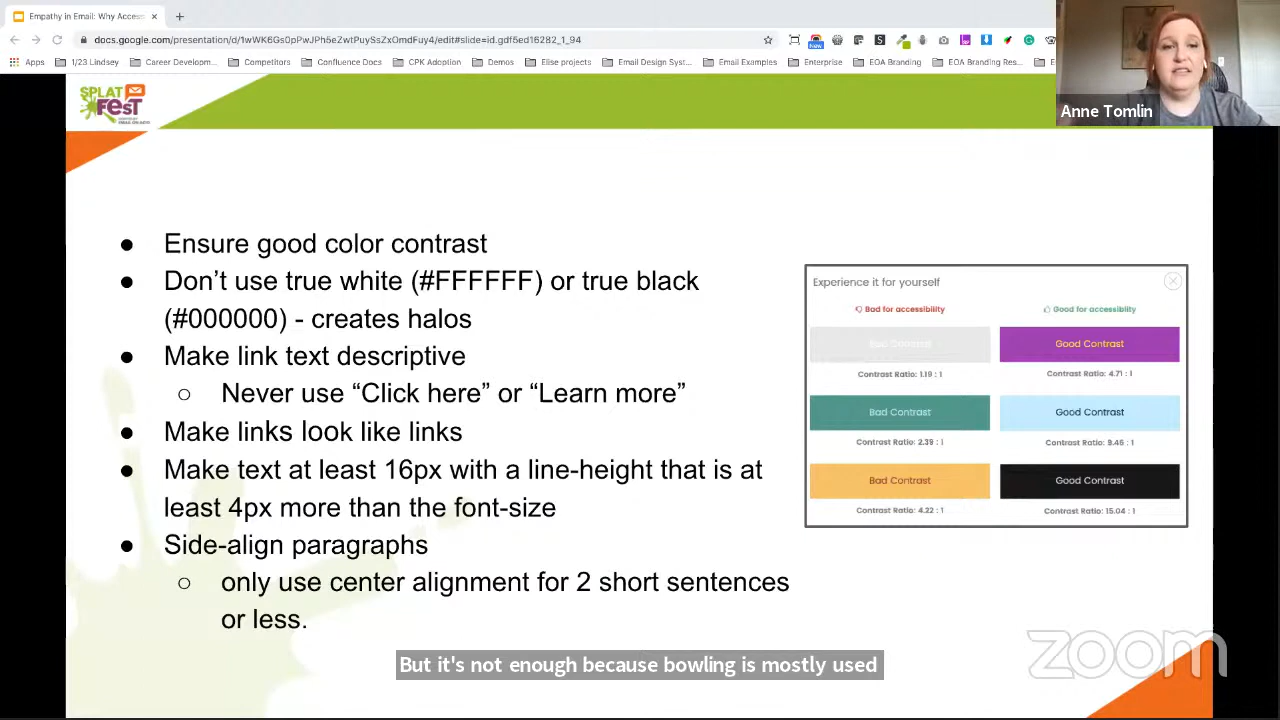 Empathy in Email: Why Access
docs.google.com/presentation/d/1wWK6Gs0pPwJPh5eZwtPuySsZxOmdFuy4/edit#slide=id.gdf5ed16282_1_94
New
Apps
1/23 Lindsey
Career Developm...
Competitors
Confluence Docs
CPK Adoption
Demos
Elise projects
Email Design Syst...
Email Examples
Enterprise
EOA Branding
EOA Branding Res...
Anne Tomlin
SPLAT
FEST
● Ensure good color contrast
● Don’t use true white (#FFFFFF) or true black
(#000000) - creates halos
● Make link text descriptive
○ Never use “Click here” or “Learn more”
● Make links look like links
● Make text at least 16px with a line-height that is at
least 4px more than the font-size
● Side-align paragraphs
○ only use center alignment for 2 short sentences
or less.
Experience it for yourself
Bad for accessibility
Good for accessibility
Bad Contrast
Good Contrast
Contrast Ratio: 1.19 : 1
Contrast Ratio: 4.71 : 1
Bad Contrast
Good Contrast
Contrast Ratio: 2.39 : 1
Contrast Ratio: 9.46 : 1
Bad Contrast
Good Contrast
Contrast Ratio: 4.22 : 1
Contrast Ratio: 15.04 : 1
But it's not enough because bowling is mostly used
zoom